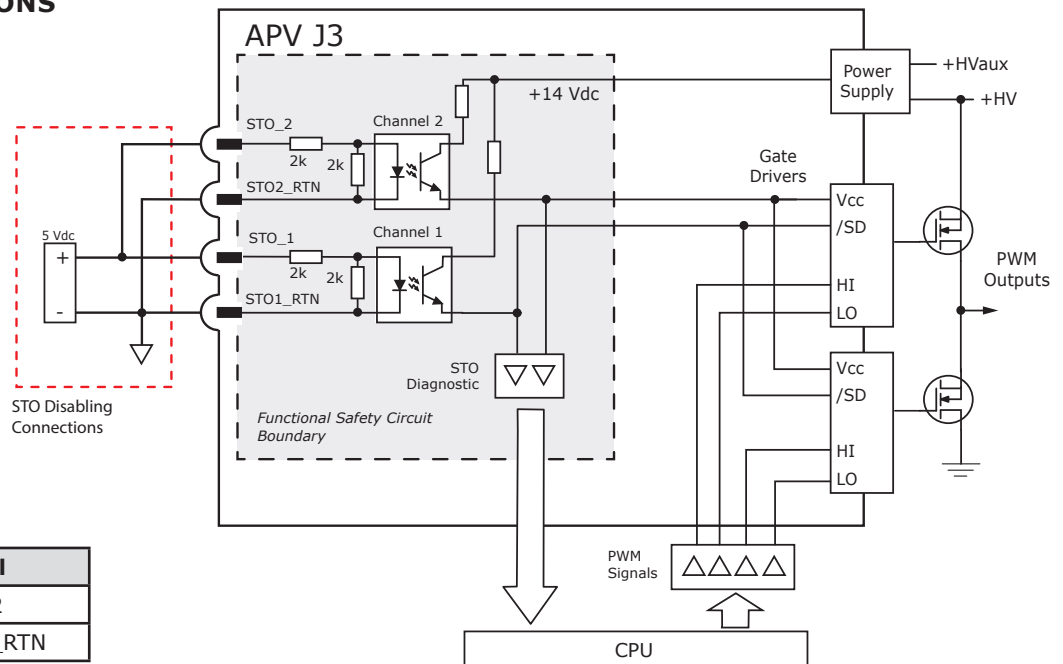 ONS
APV J3
+14 Vdc
Power
Supply
+HVaux
+HV
STO_2
Channel 2
2k
2k
STO2_RTN
Gate
Drivers
Vcc
/SD
HI
LO
5 Vdc
+
-
STO_1
Channel 1
2k
2k
STO1_RTN
PWM
Outputs
STO
Diagnostic
Vcc
/SD
HI
LO
STO Disabling
Connections
Functional Safety Circuit
Boundary
PWM
Signals
CPU
_RTN